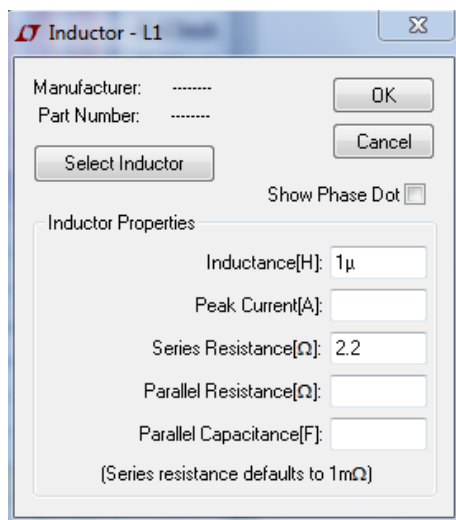 Inductor - L1
Manufacturer: --------
OK
Part Number: --------
Cancel
Select Inductor
Show Phase Dot
Inductor Properties
Inductance[H]: 1µ
Peak Current[A]:
Series Resistance[Ω]: 2.2
Parallel Resistance[Ω]:
Parallel Capacitance[F]:
(Series resistance defaults to 1mΩ)